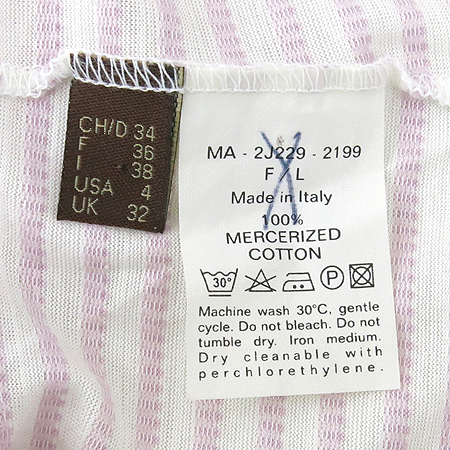 CH/D 34
F 36
I 38
USA 4
UK 32
MA - 2J229 - 2199
F / L
Made in Italy
100%
MERCERIZED
COTTON
30°
P
Machine wash 30°C, gentle
cycle. Do not bleach. Do not
tumble dry. Iron medium.
Dry cleanable with
perchlorethylene.